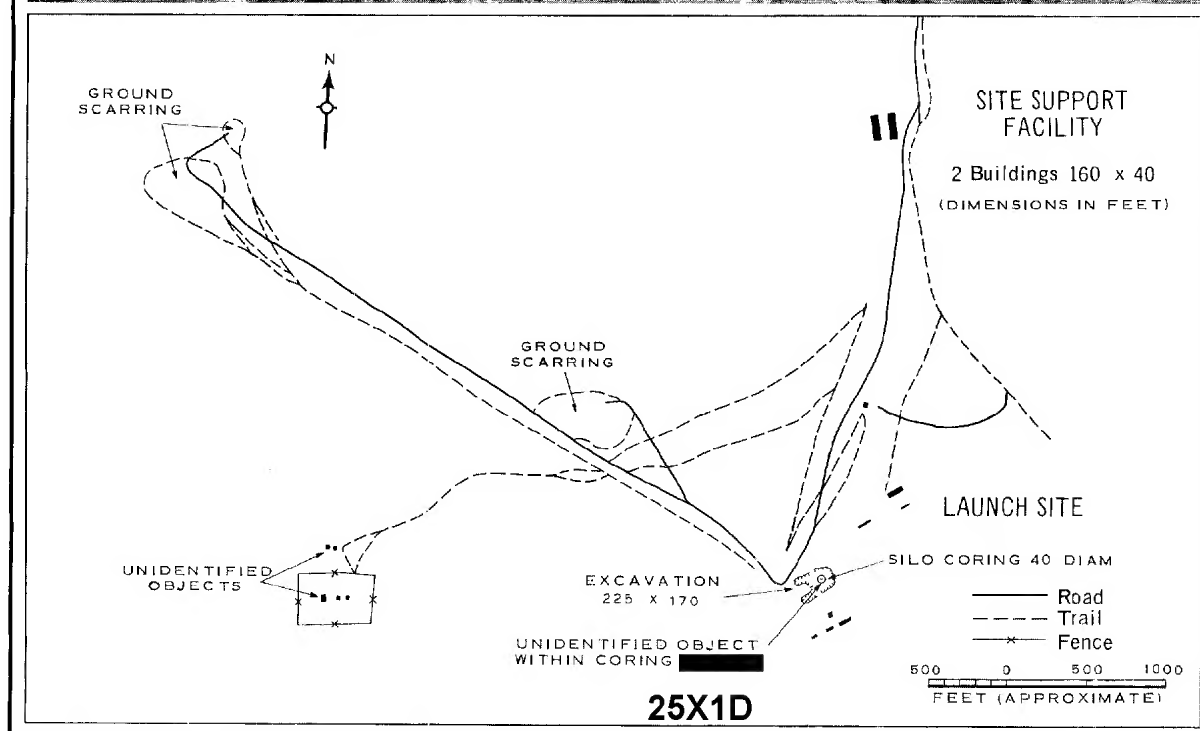 N
GROUND
SCARRING
SITE SUPPORT
FACILITY
2 Buildings 160 x 40
(DIMENSIONS IN FEET)
GROUND
SCARRING
LAUNCH SITE
UNIDENTIFIED
OBJECTS
EXCAVATION
225 X 170
SILO CORING 40 DIAM
Road
Trail
Fence
UNIDENTIFIED OBJECT
WITHIN CORING
500 0 500 1000
FEET (APPROXIMATE)
25X1D